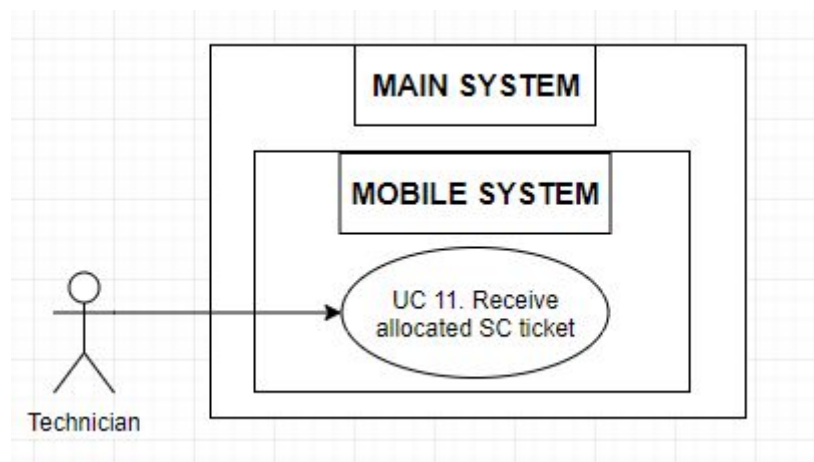 MAIN SYSTEM
MOBILE SYSTEM
UC 11. Receive
allocated SC ticket
Technician